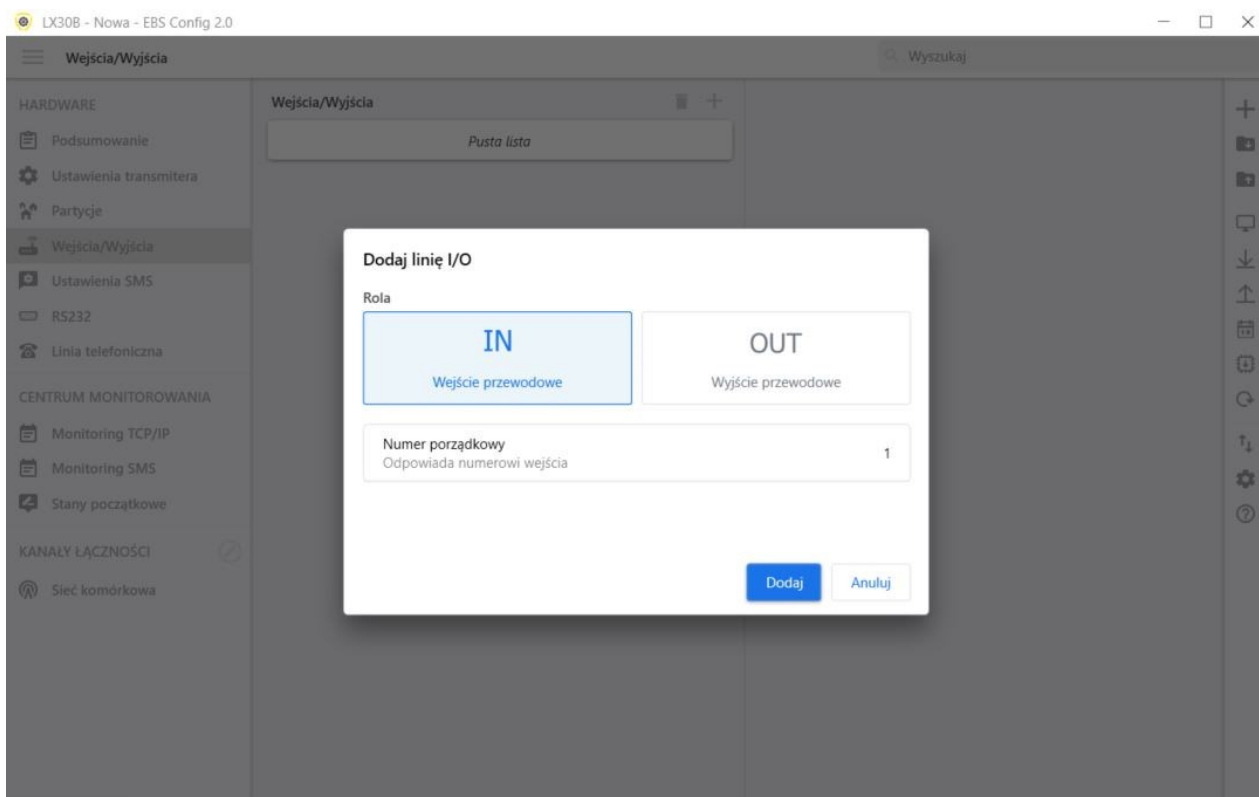 LX30B - Nowa - EBS Config 2.0
Wejścia/Wyjścia
Wyszukaj
HARDWARE
Podsumowanie
Ustawienia transmitera
Partycje
Wejścia/Wyjścia
Ustawienia SMS
RS232
Linia telefoniczna
CENTRUM MONITOROWANIA
Monitoring TCP/IP
Monitoring SMS
Stany początkowe
KANAŁY ŁĄCZNOŚCI
Sieć komórkowa
Wejścia/Wyjścia
Pusta lista
Dodaj linię I/O
Rola
IN
Wejście przewodowe
OUT
Wyjście przewodowe
Numer porządkowy
Odpowiada numerowi wejścia
1
Dodaj
Anuluj